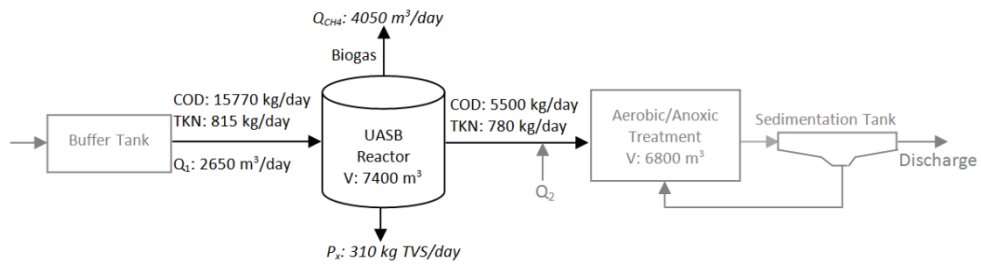 Q_CH4: 4050 m³/day
Biogas
COD: 15770 kg/day
TKN: 815 kg/day
Buffer Tank
Q₁: 2650 m³/day
UASB
Reactor
V: 7400 m³
COD: 5500 kg/day
TKN: 780 kg/day
Q₂
Aerobic/Anoxic
Treatment
V: 6800 m³
Sedimentation Tank
Discharge
Pₓ: 310 kg TVS/day